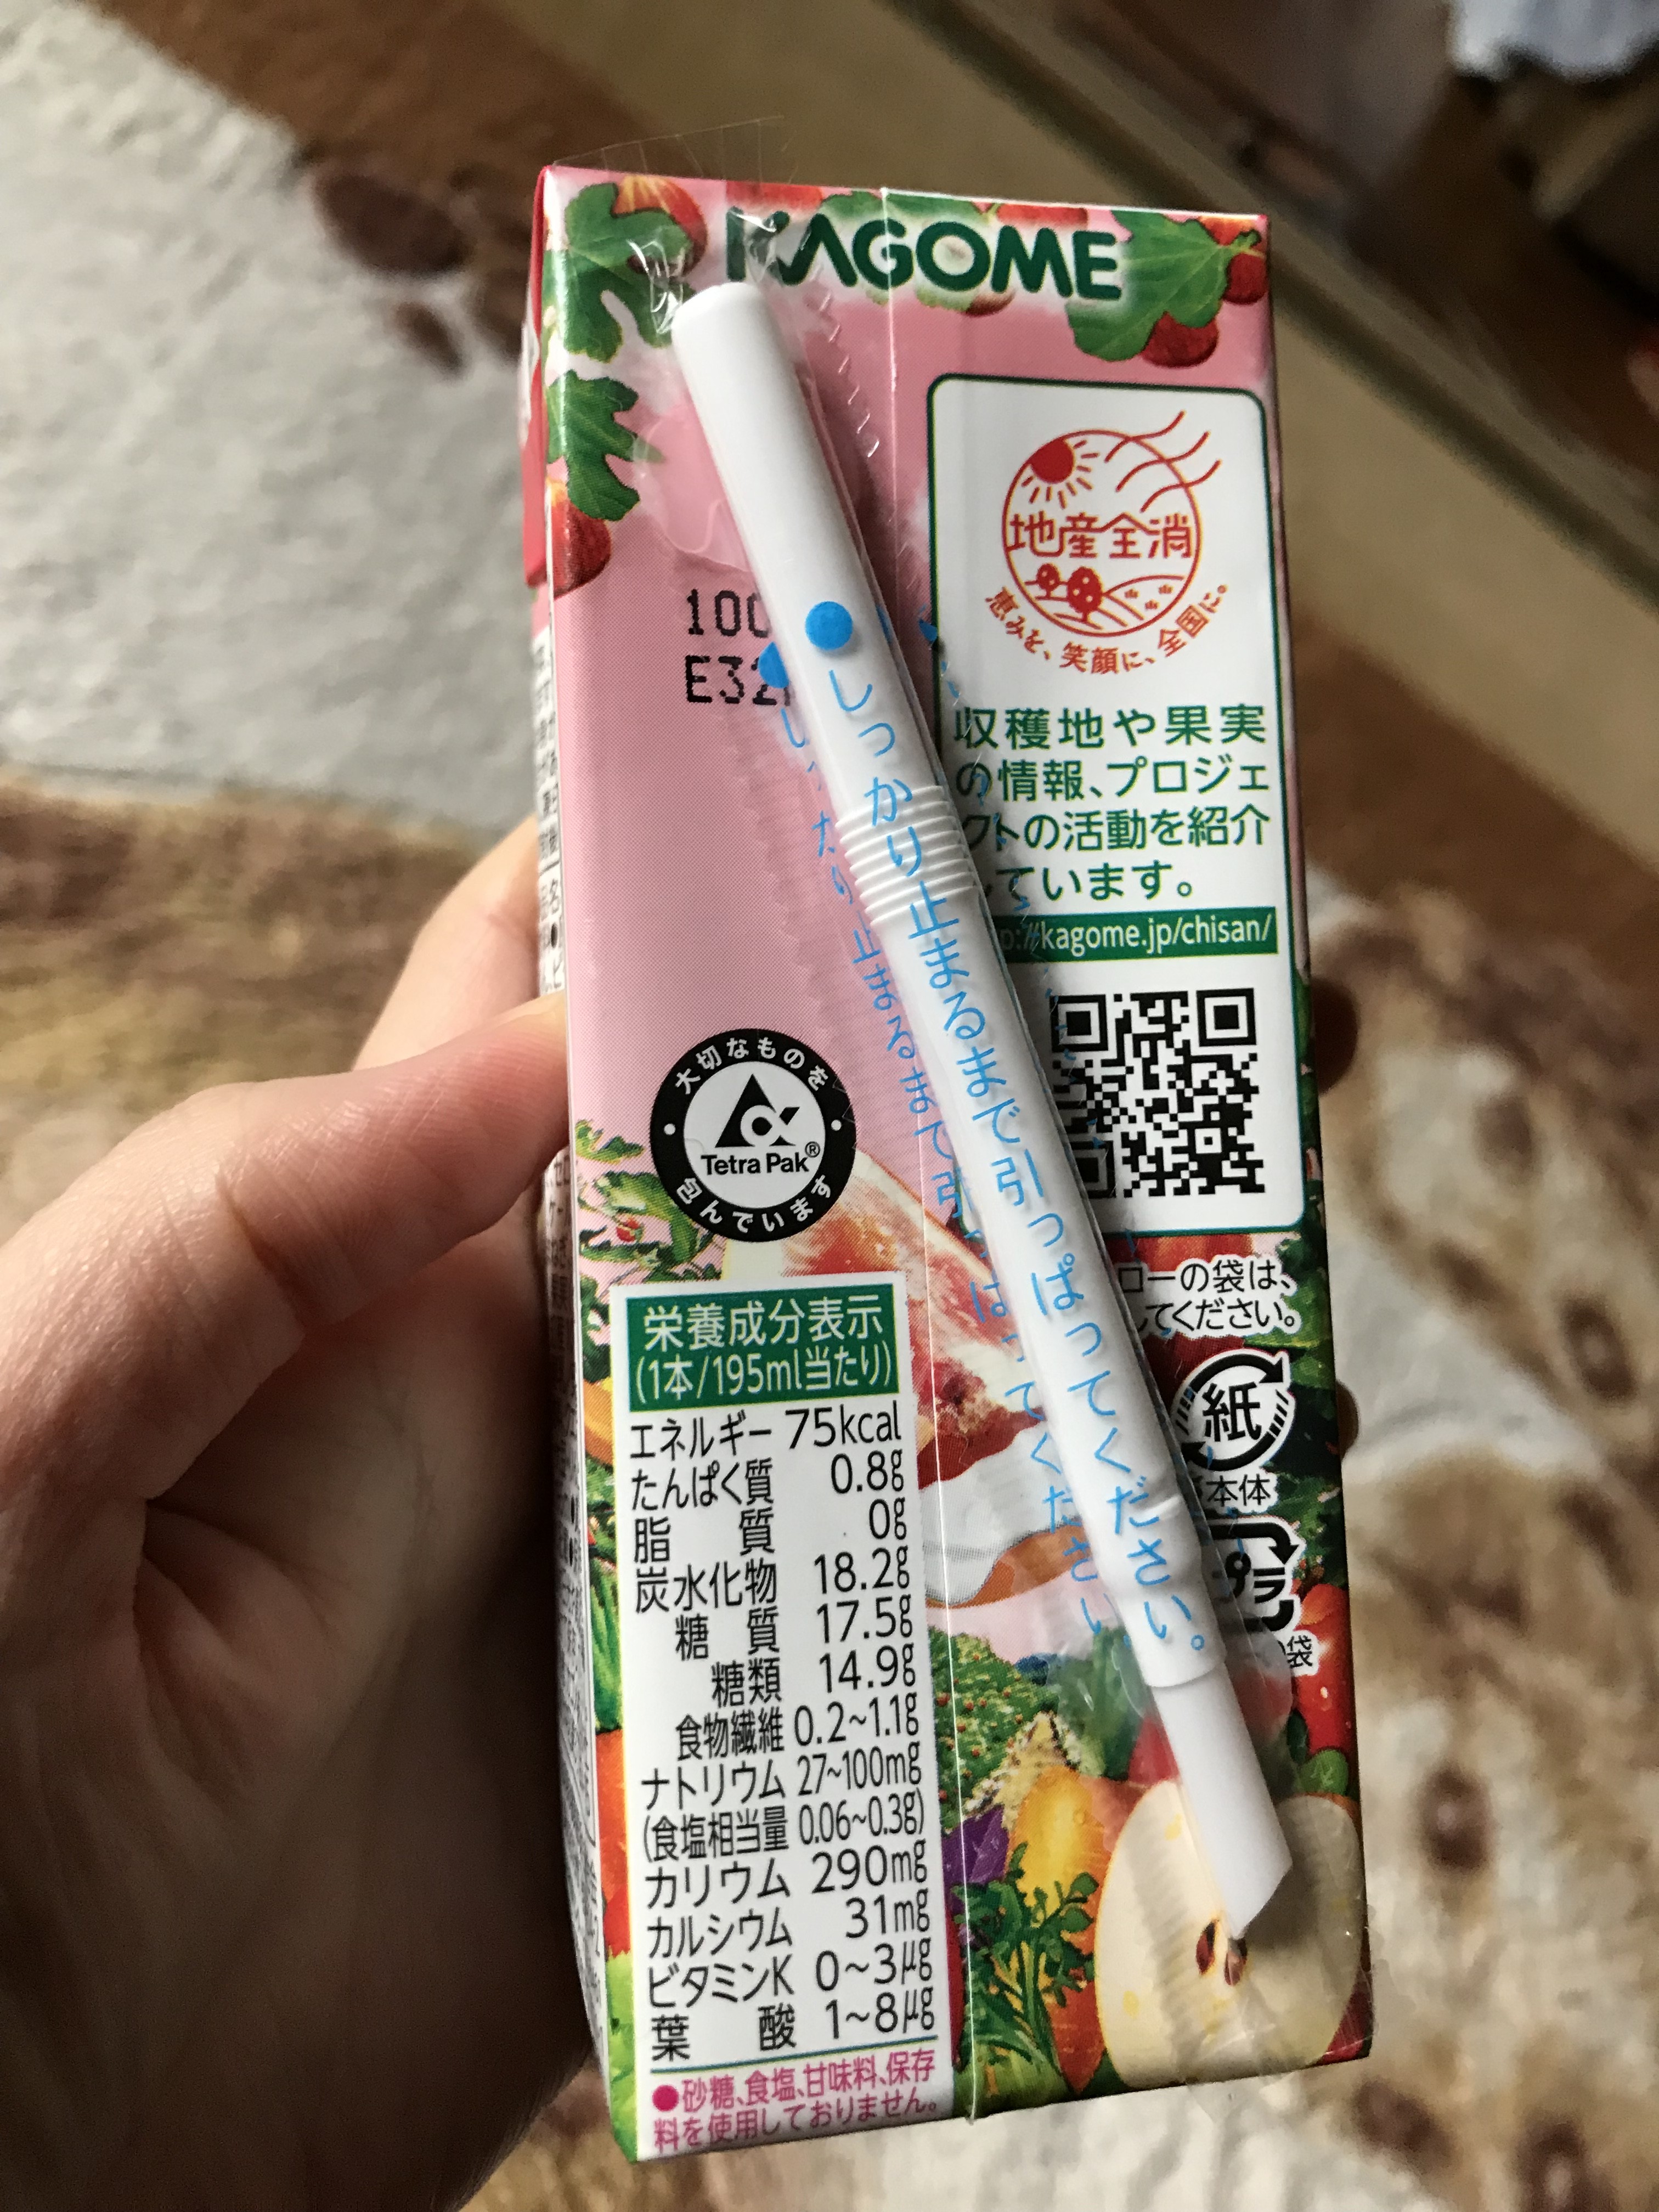 KAGOME
地産全消
恵みを、笑顔に、全国に。
収穫地や果実
の情報、プロジェ
クトの活動を紹介
しています。
kagome.jp/chisan/
100
E32
しっかり止まるまで引っぱってください。
大切なものを
Tetra Pak®
包んでいます
ローの袋は、
してください。
紙
本体
プラ
袋
栄養成分表示
(1本/195ml当たり)
エネルギー 75kcal
たんぱく質 0.8g
脂質 0g
炭水化物 18.2g
糖質 17.5g
糖類 14.9g
食物繊維 0.2~1.1g
ナトリウム 27~100mg
(食塩相当量 0.06~0.3g)
カリウム 290mg
カルシウム 31mg
ビタミンK 0~3μg
葉酸 1~8μg
●砂糖、食塩、甘味料、保存
料を使用しておりません。